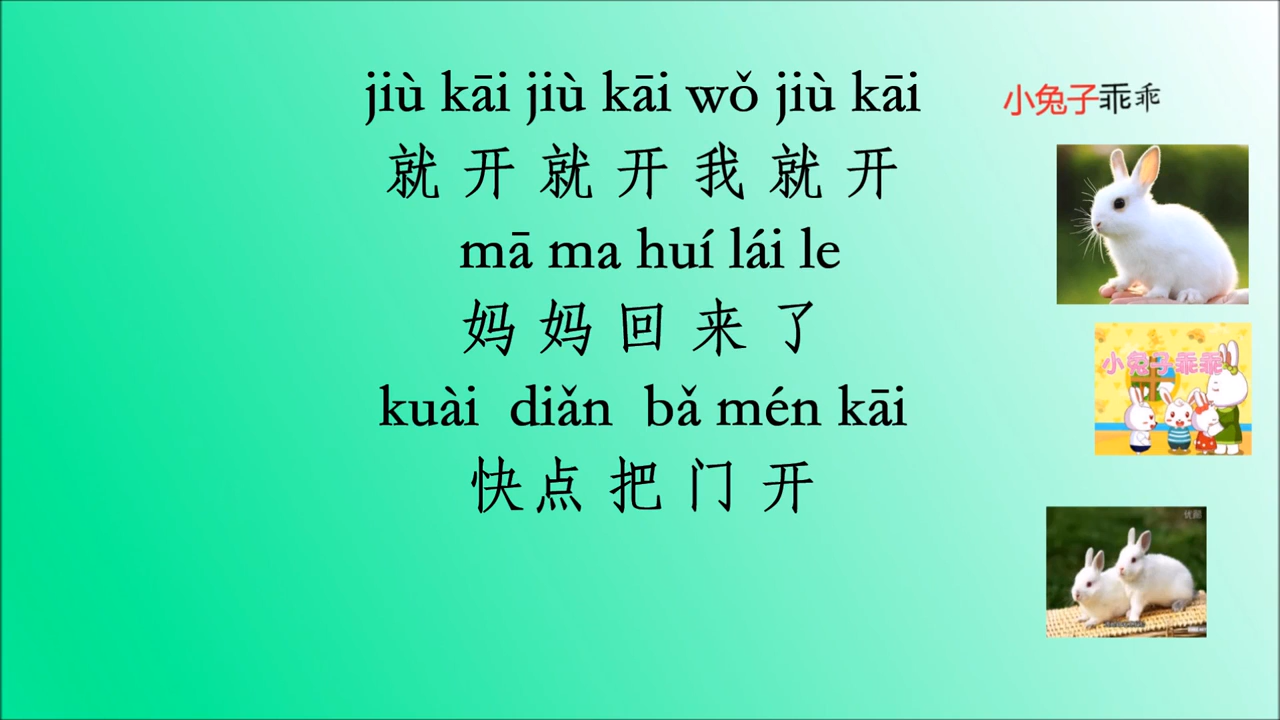 jiù kāi jiù kāi wǒ jiù kāi
就 开 就 开 我 就 开
mā ma huí lái le
妈 妈 回 来 了
kuài diǎn bǎ mén kāi
快 点 把 门 开
小兔子乖乖
小兔子乖乖
优酷